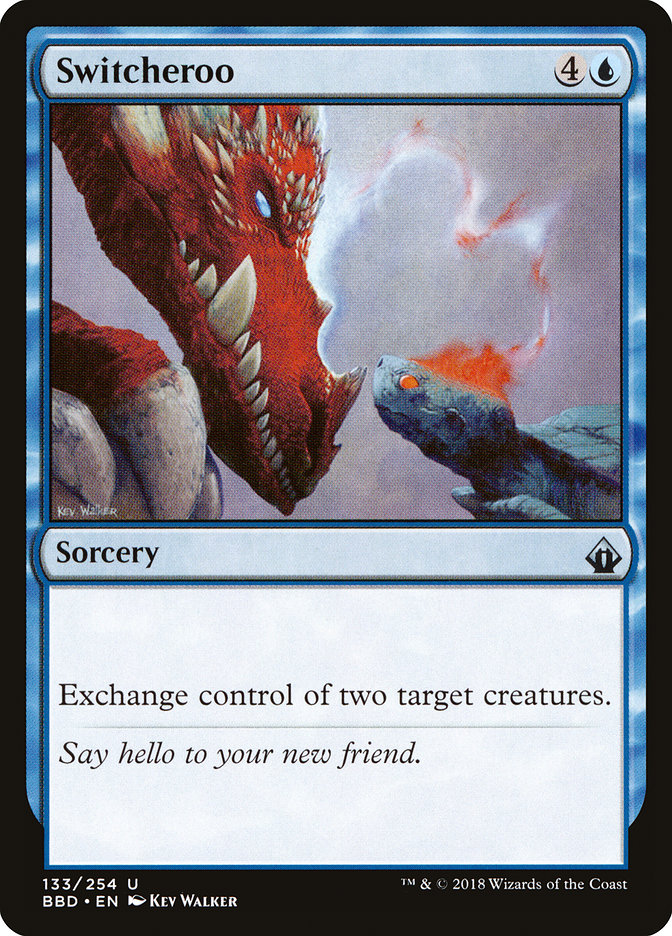 Switcheroo 4
KEV WALKER
Sorcery
Exchange control of two target creatures.
Say hello to your new friend.
133/254 U
BBD • EN KEV WALKER
™ & © 2018 Wizards of the Coast